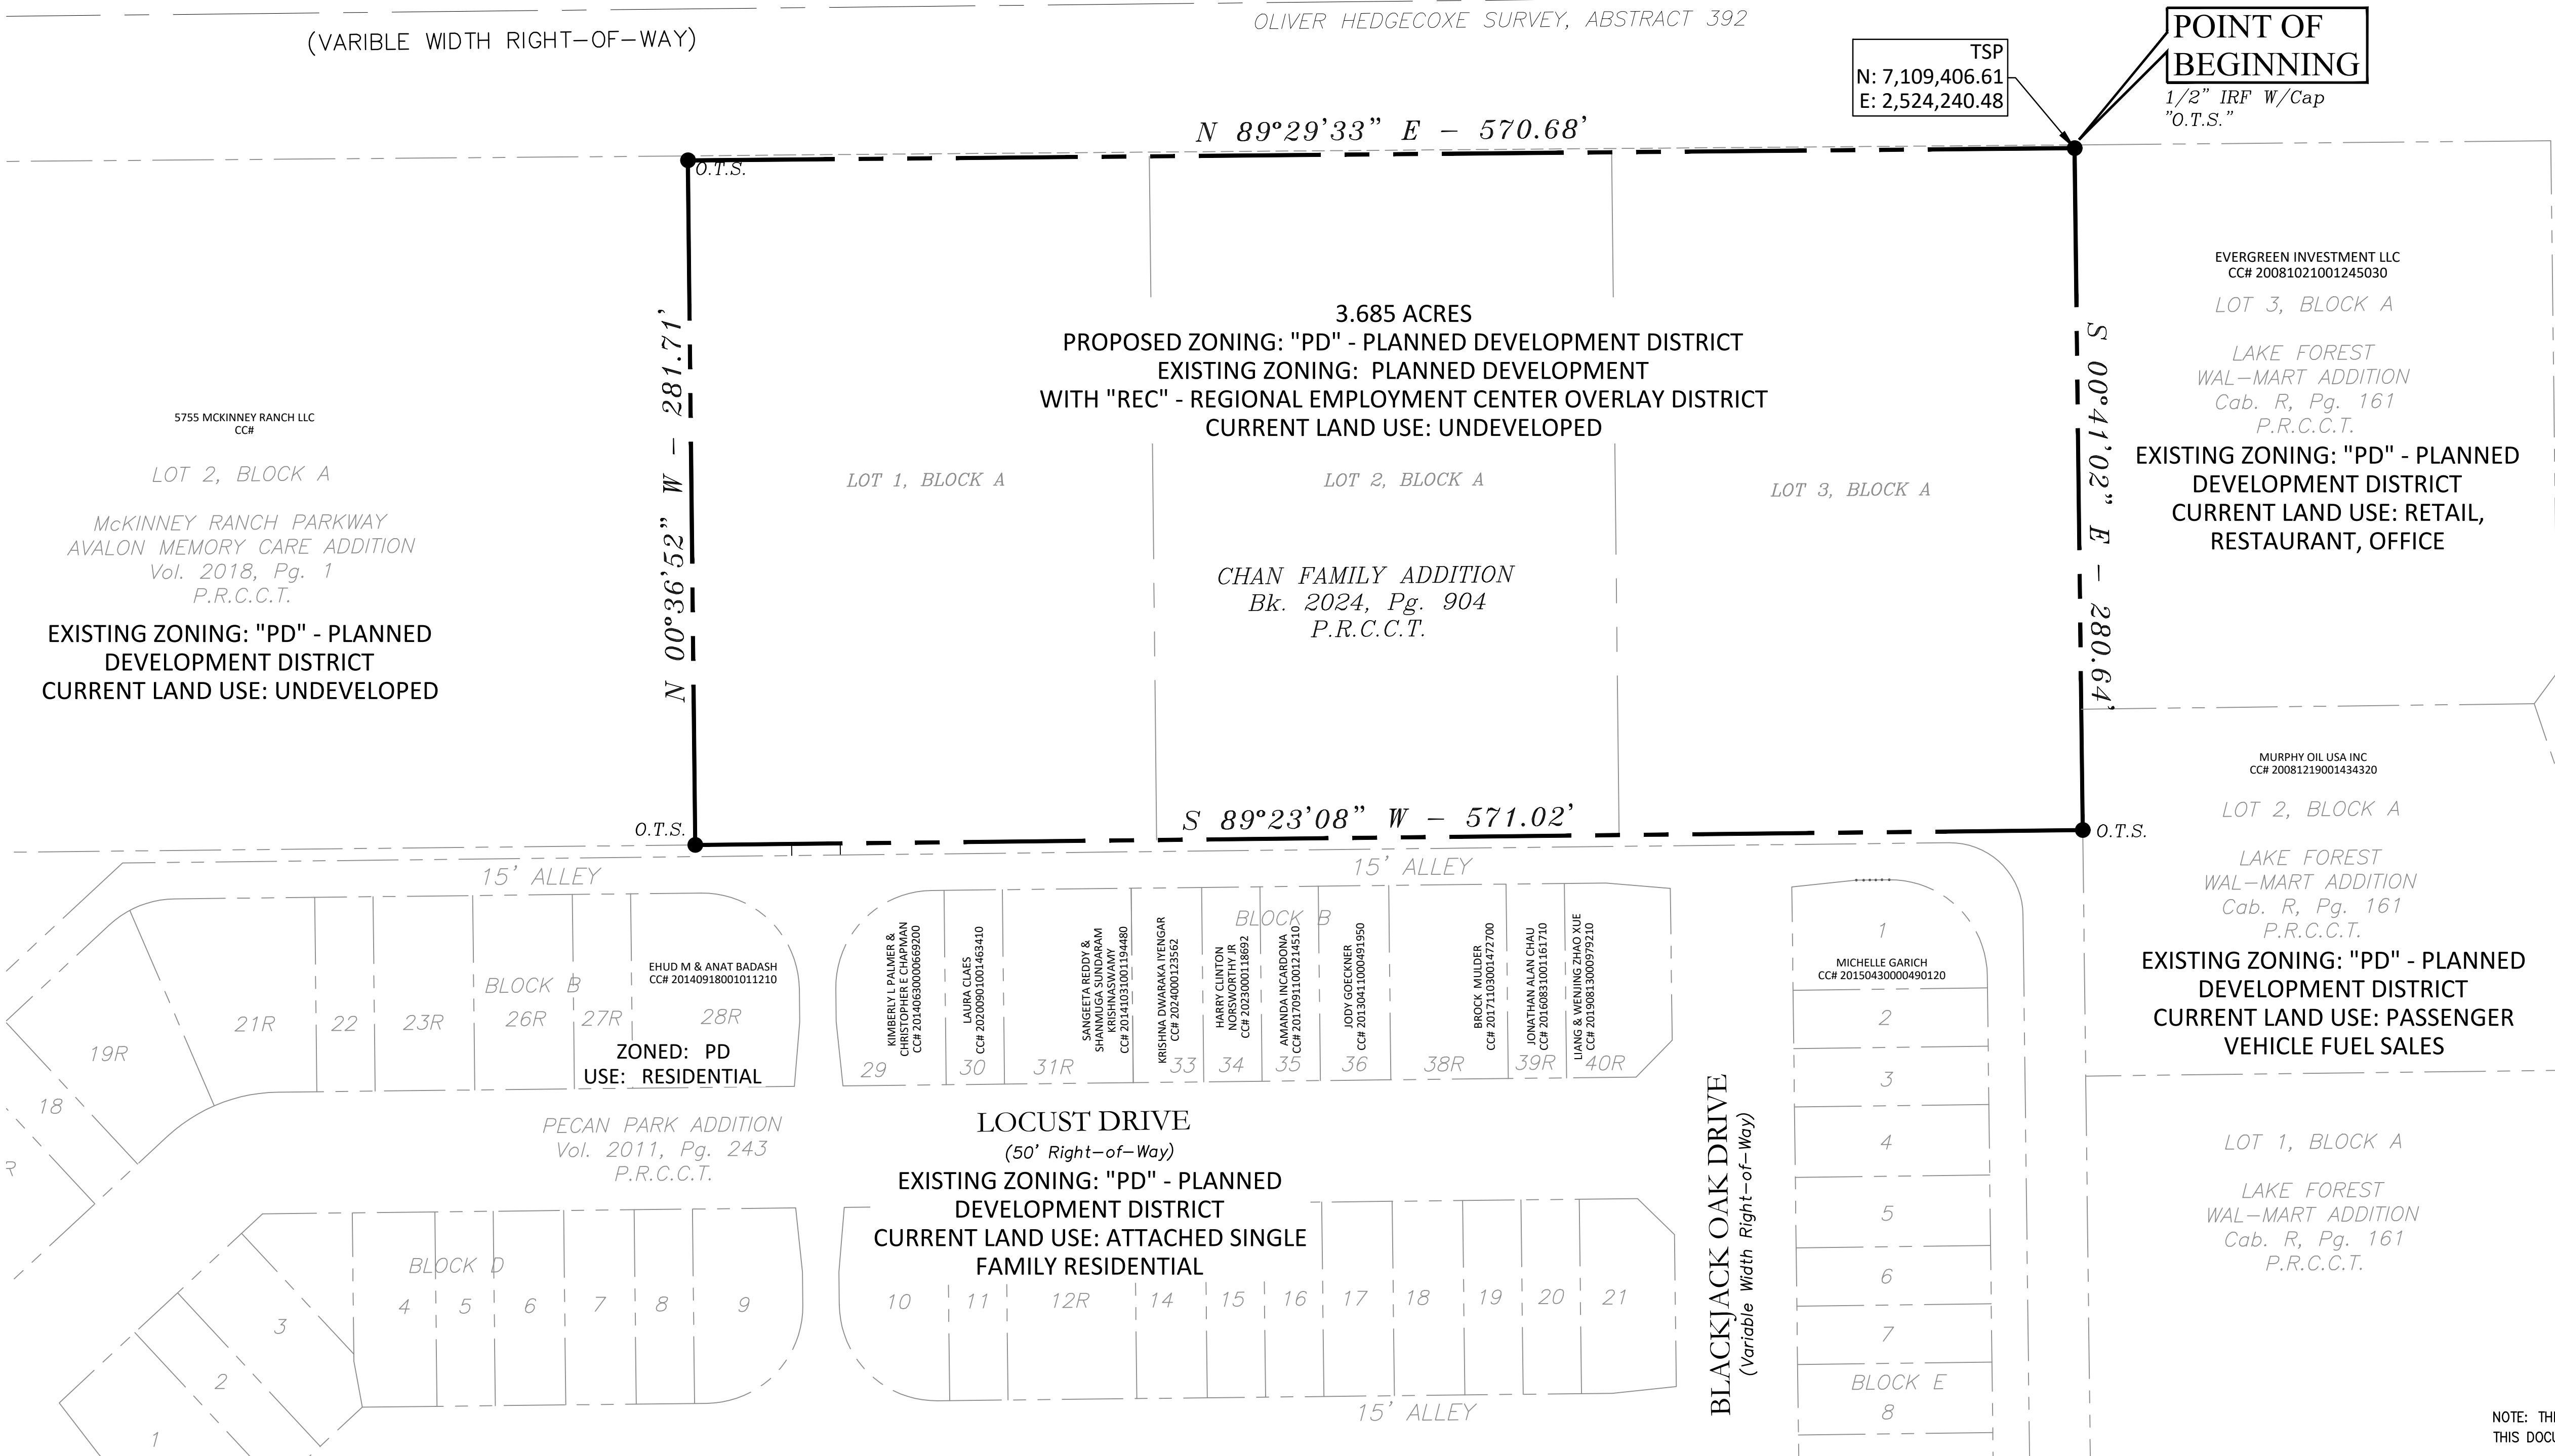 OLIVER HEDGECOXE SURVEY, ABSTRACT 392
(VARIBLE WIDTH RIGHT-OF-WAY)
POINT OF
BEGINNING
1/2" IRF W/Cap
"O.T.S."
TSP
N: 7,109,406.61
E: 2,524,240.48
N 89°29'33" E - 570.68'
O.T.S.
N 00°36'52" W - 281.71'
S 00°41'02" E - 280.64'
3.685 ACRES
PROPOSED ZONING: "PD" - PLANNED DEVELOPMENT DISTRICT
EXISTING ZONING: PLANNED DEVELOPMENT
WITH "REC" - REGIONAL EMPLOYMENT CENTER OVERLAY DISTRICT
CURRENT LAND USE: UNDEVELOPED
LOT 1, BLOCK A
LOT 2, BLOCK A
LOT 3, BLOCK A
CHAN FAMILY ADDITION
Bk. 2024, Pg. 904
P.R.C.C.T.
5755 MCKINNEY RANCH LLC
CC#
LOT 2, BLOCK A
McKINNEY RANCH PARKWAY
AVALON MEMORY CARE ADDITION
Vol. 2018, Pg. 1
P.R.C.C.T.
EXISTING ZONING: "PD" - PLANNED
DEVELOPMENT DISTRICT
CURRENT LAND USE: UNDEVELOPED
EVERGREEN INVESTMENT LLC
CC# 20081021001245030
LOT 3, BLOCK A
LAKE FOREST
WAL-MART ADDITION
Cab. R, Pg. 161
P.R.C.C.T.
EXISTING ZONING: "PD" - PLANNED
DEVELOPMENT DISTRICT
CURRENT LAND USE: RETAIL,
RESTAURANT, OFFICE
S 89°23'08" W - 571.02'
O.T.S.
O.T.S.
MURPHY OIL USA INC
CC# 20081219001434320
LOT 2, BLOCK A
LAKE FOREST
WAL-MART ADDITION
Cab. R, Pg. 161
P.R.C.C.T.
EXISTING ZONING: "PD" - PLANNED
DEVELOPMENT DISTRICT
CURRENT LAND USE: PASSENGER
VEHICLE FUEL SALES
LOT 1, BLOCK A
LAKE FOREST
WAL-MART ADDITION
Cab. R, Pg. 161
P.R.C.C.T.
15' ALLEY
15' ALLEY
BLOCK B
EHUD M & ANAT BADASH
CC# 20140918001011210
R
18
19R
21R
22
23R
26R
27R
28R
ZONED: PD
USE: RESIDENTIAL
BLOCK B
KIMBERLY L PALMER &
CHRISTOPHER E CHAPMAN
CC# 20140630000669200
29
LAURA CLAES
CC# 20200901001463410
30
SANGEETA REDDY &
SHANMUGA SUNDARAM
KRISHNASWAMY
CC# 20141031001194480
31R
KRISHNA DWARAKA IYENGAR
CC# 2024000123562
33
HARRY CLINTON
NORSWORTHY JR
CC# 2023000118692
34
AMANDA INCARDONA
CC# 20170911001214510
35
JODY GOECKNER
CC# 20130411000491950
36
38R
BROCK MULDER
CC# 20171103001472700
JONATHAN ALAN CHAU
CC# 20160831001161710
39R
LIANG & WENJING ZHAO XUE
CC# 20190813000979210
40R
PECAN PARK ADDITION
Vol. 2011, Pg. 243
P.R.C.C.T.
LOCUST DRIVE
(50' Right-of-Way)
EXISTING ZONING: "PD" - PLANNED
DEVELOPMENT DISTRICT
CURRENT LAND USE: ATTACHED SINGLE
FAMILY RESIDENTIAL
BLACKJACK OAK DRIVE
(Variable Width Right-of-Way)
1
MICHELLE GARICH
CC# 20150430000490120
2
3
4
5
6
7
BLOCK E
8
BLOCK D
1
2
3
4
5
6
7
8
9
10
11
12R
14
15
16
17
18
19
20
21
15' ALLEY
NOTE: TH
THIS DOCU